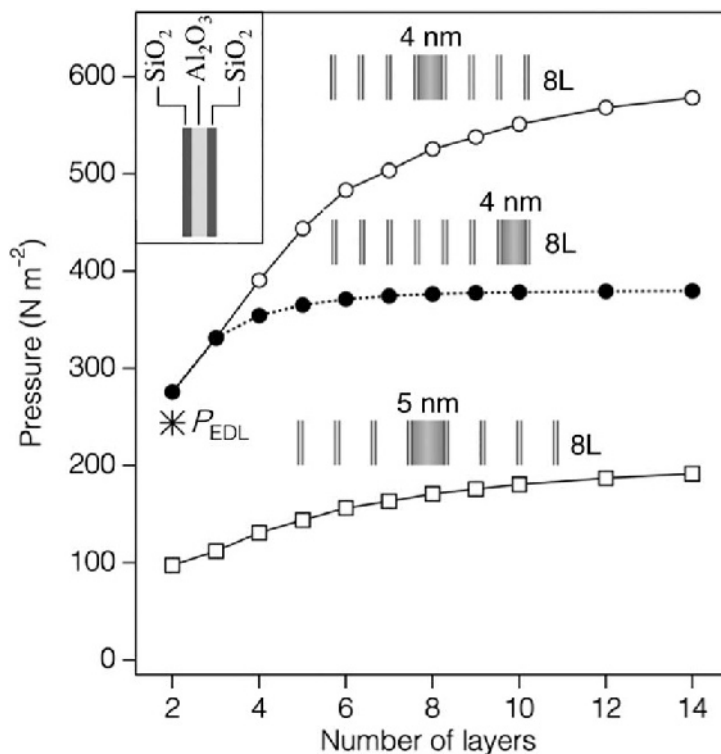 SiO₂
Al₂O₃
SiO₂
4 nm
8L
4 nm
8L
P_EDL
5 nm
8L
Pressure (N m⁻²)
600
500
400
300
200
100
0
2 4 6 8 10 12 14
Number of layers